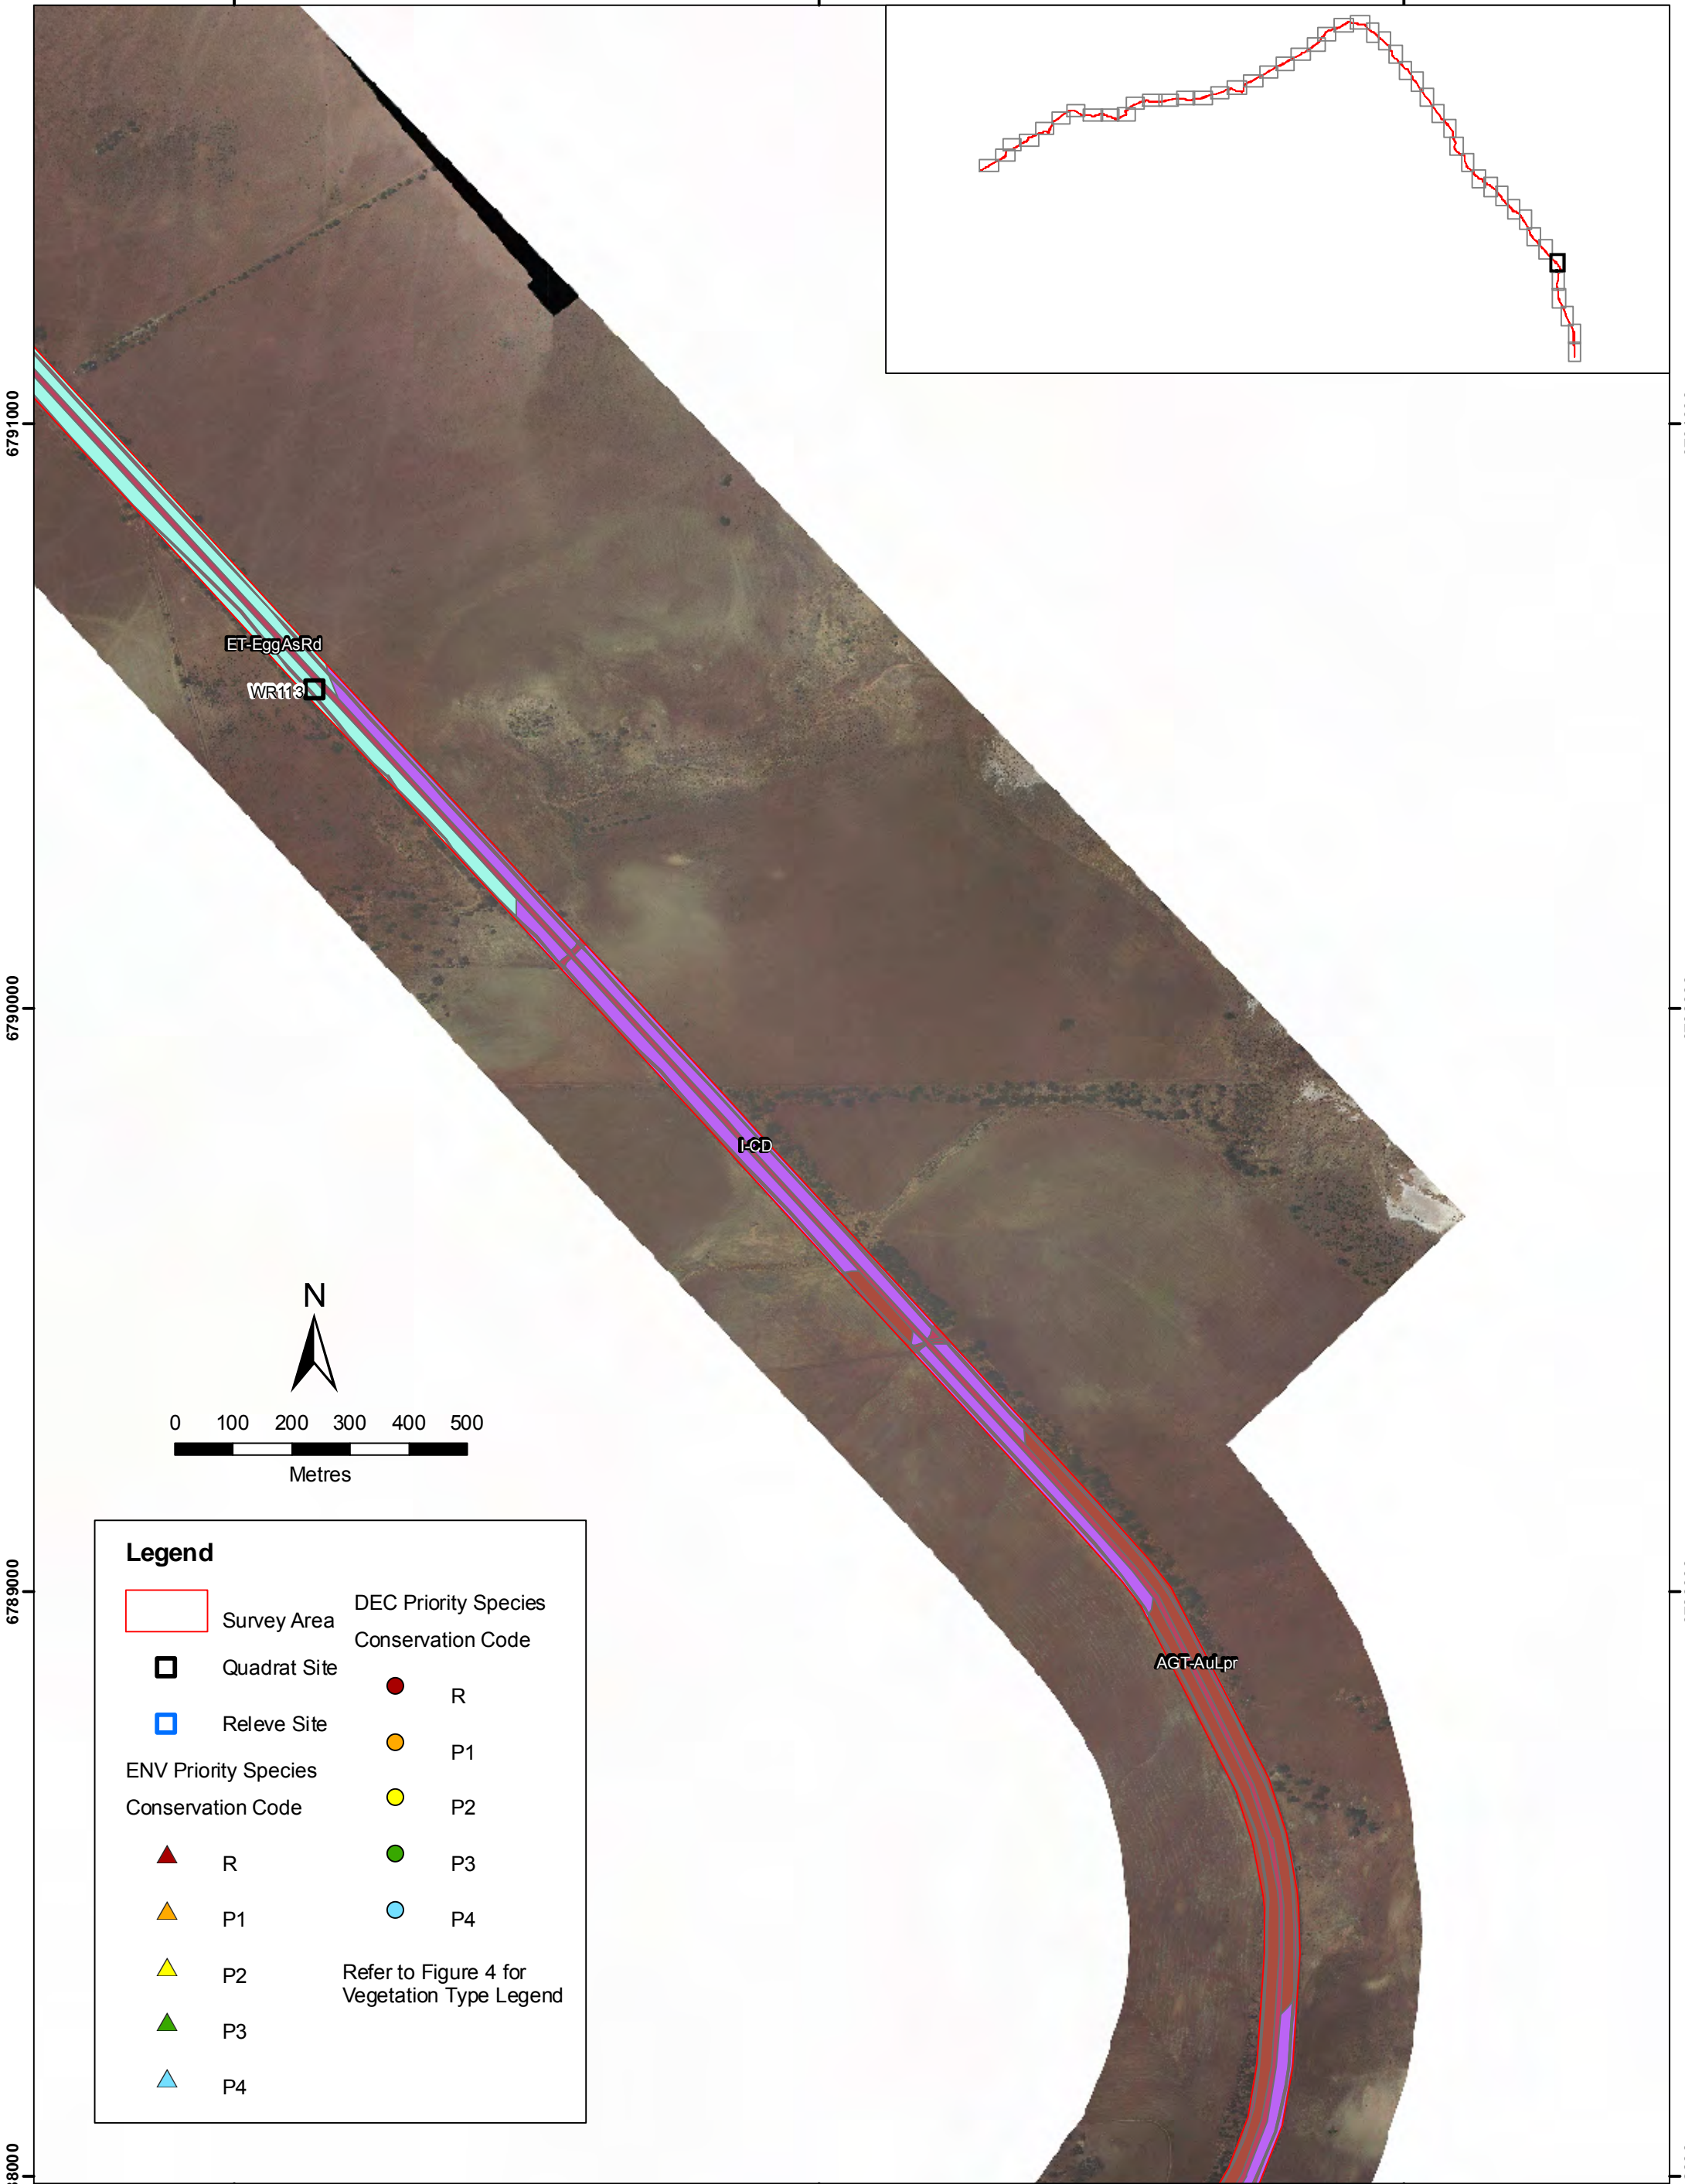 6791000
ET-EggAsRd
WR113
6790000
I-CD
N
0 100 200 300 400 500
Metres
6789000
AGT-AuLpr
Legend
Survey Area
Quadrat Site
Releve Site
ENV Priority Species
Conservation Code
R
P1
P2
P3
P4
DEC Priority Species
Conservation Code
R
P1
P2
P3
P4
Refer to Figure 4 for
Vegetation Type Legend